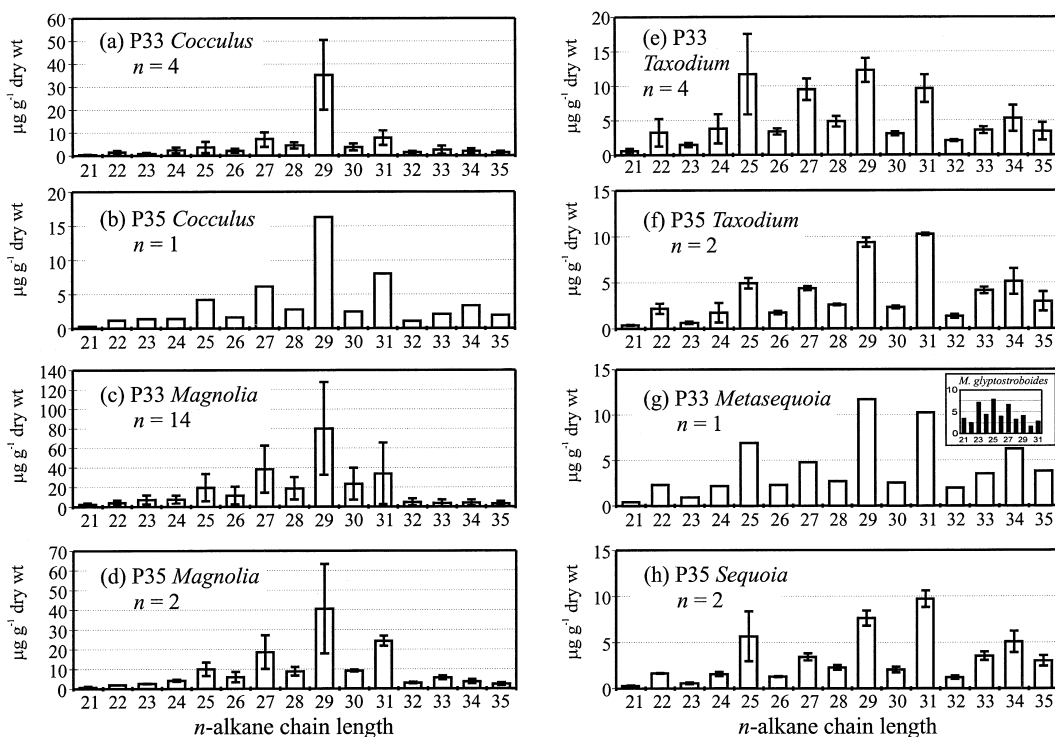 (a) P33 Cocculus
n = 4
µg g⁻¹ dry wt
60
50
40
30
20
10
0
21 22 23 24 25 26 27 28 29 30 31 32 33 34 35
(b) P35 Cocculus
n = 1
µg g⁻¹ dry wt
20
15
10
5
0
21 22 23 24 25 26 27 28 29 30 31 32 33 34 35
(c) P33 Magnolia
n = 14
µg g⁻¹ dry wt
140
120
100
80
60
40
20
0
21 22 23 24 25 26 27 28 29 30 31 32 33 34 35
(d) P35 Magnolia
n = 2
µg g⁻¹ dry wt
70
60
50
40
30
20
10
0
21 22 23 24 25 26 27 28 29 30 31 32 33 34 35
n-alkane chain length
(e) P33
Taxodium
n = 4
µg g⁻¹ dry wt
20
15
10
5
0
21 22 23 24 25 26 27 28 29 30 31 32 33 34 35
(f) P35 Taxodium
n = 2
µg g⁻¹ dry wt
15
10
5
0
21 22 23 24 25 26 27 28 29 30 31 32 33 34 35
(g) P33 Metasequoia
n = 1
µg g⁻¹ dry wt
15
10
5
0
21 22 23 24 25 26 27 28 29 30 31 32 33 34 35
M. glyptostroboides
10
5
0
21 23 25 27 29 31
(h) P35 Sequoia
n = 2
µg g⁻¹ dry wt
15
10
5
0
21 22 23 24 25 26 27 28 29 30 31 32 33 34 35
n-alkane chain length